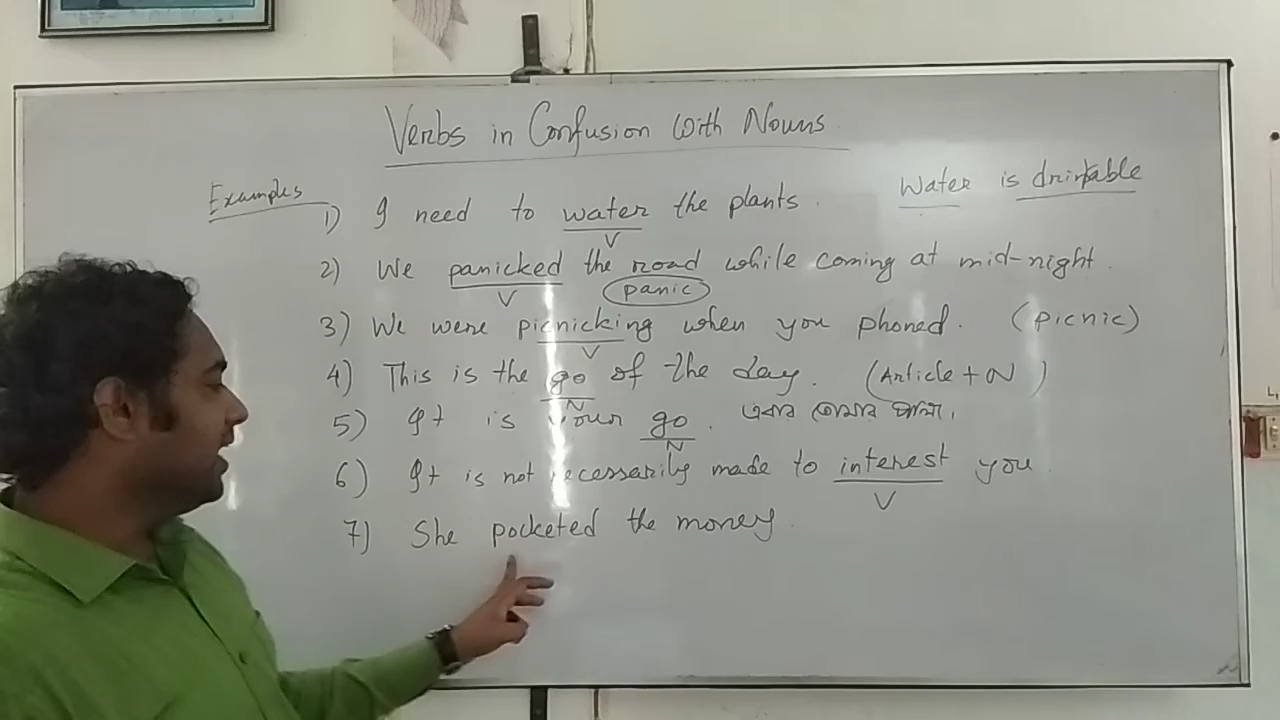 Verbs in Confusion with Nouns
Examples
Water is drinkable
1) I need to water the plants.
V
2) We panicked the road while coming at mid-night.
V
panic
3) We were picnicking when you phoned. (picnic)
V
4) This is the go of the day. (Article + N)
N
5) It is your go. এবার তোমার পালা।
N
6) It is not necessarily made to interest you
V
7) She pocketed the money.